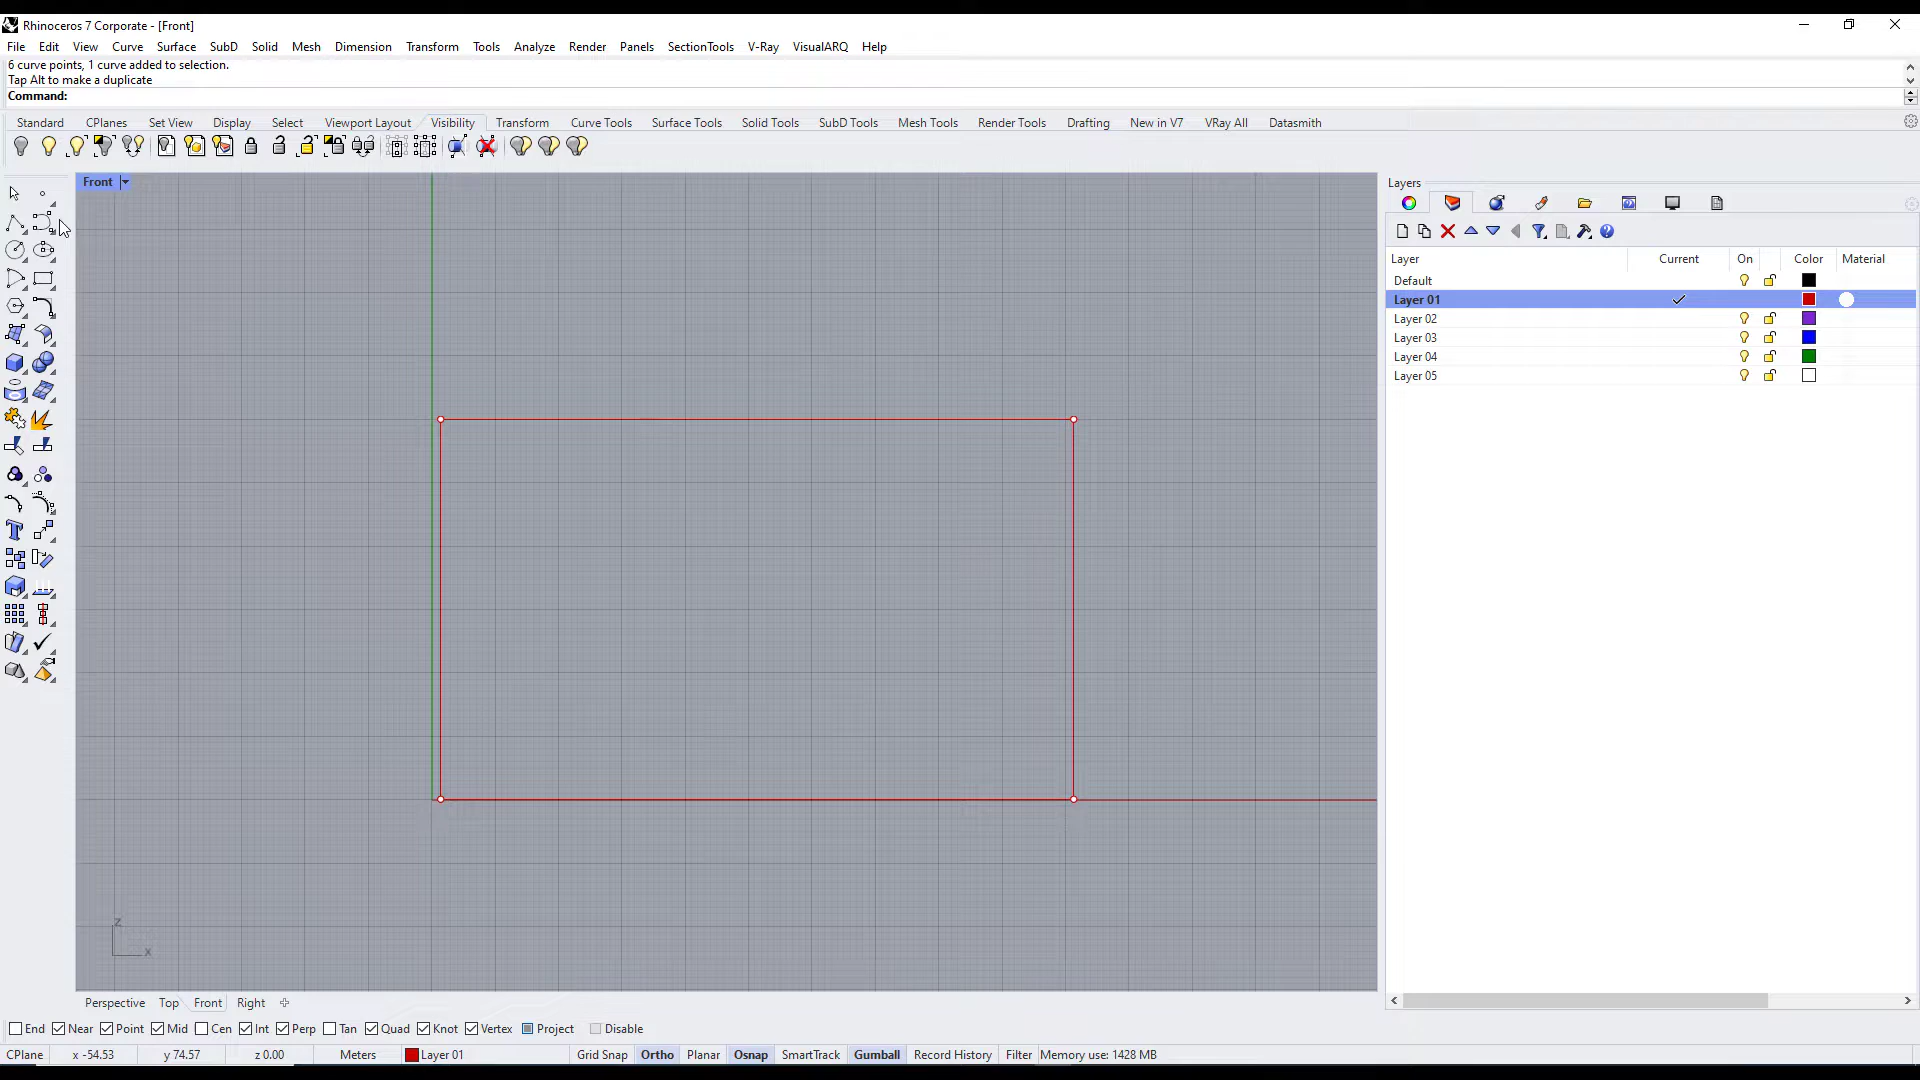 Rhinoceros 7 Corporate - [Front]
File Edit View Curve Surface SubD Solid Mesh Dimension Transform Tools Analyze Render Panels SectionTools V-Ray VisualARQ Help
6 curve points, 1 curve added to selection.
Tap Alt to make a duplicate
Command:
Standard CPlanes Set View Display Select Viewport Layout Visibility Transform Curve Tools Surface Tools Solid Tools SubD Tools Mesh Tools Render Tools Drafting New in V7 VRay All Datasmith
Front
Layers
Layer Current On Color Material
Default
Layer 01
Layer 02
Layer 03
Layer 04
Layer 05
z
x
Perspective Top Front Right
End Near Point Mid Cen Int Perp Tan Quad Knot Vertex Project Disable
CPlane x -54.53 y 74.57 z 0.00 Meters Layer 01 Grid Snap Ortho Planar Osnap SmartTrack Gumball Record History Filter Memory use: 1428 MB